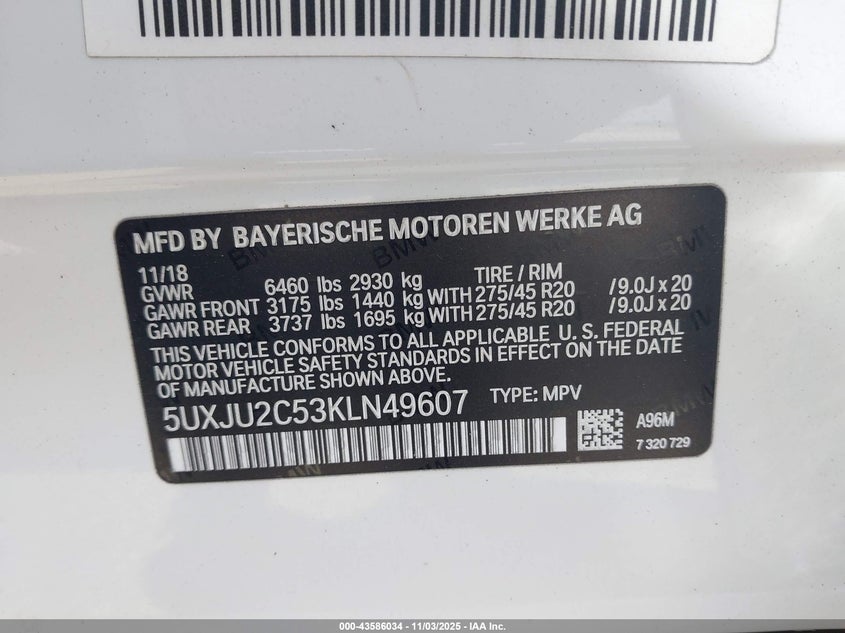 MFD BY BAYERISCHE MOTOREN WERKE AG
11/18 TIRE / RIM
GVWR 6460 lbs 2930 kg
GAWR FRONT 3175 lbs 1440 kg WITH 275/45 R20 /9.0J x 20
GAWR REAR 3737 lbs 1695 kg WITH 275/45 R20 /9.0J x 20
THIS VEHICLE CONFORMS TO ALL APPLICABLE U. S. FEDERAL
MOTOR VEHICLE SAFETY STANDARDS IN EFFECT ON THE DATE
OF MANUFACTURE SHOWN ABOVE.
5UXJU2C53KLN49607 TYPE: MPV
A96M
7 320 729
000-43586034 | 11/03/2025 - IAA Inc.